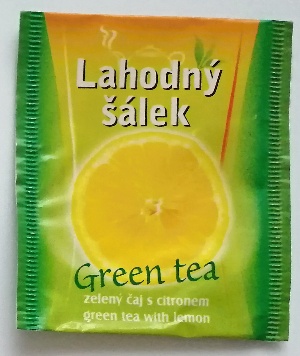 Lahodný
šálek
Green tea
zelený čaj s citronem
green tea with lemon